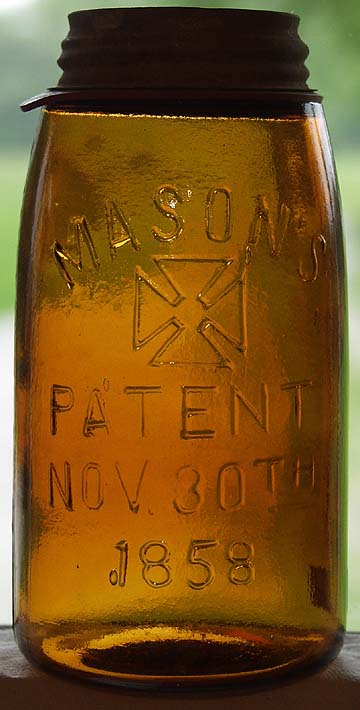 MASON'S
PATENT
NOV. 30TH
1858